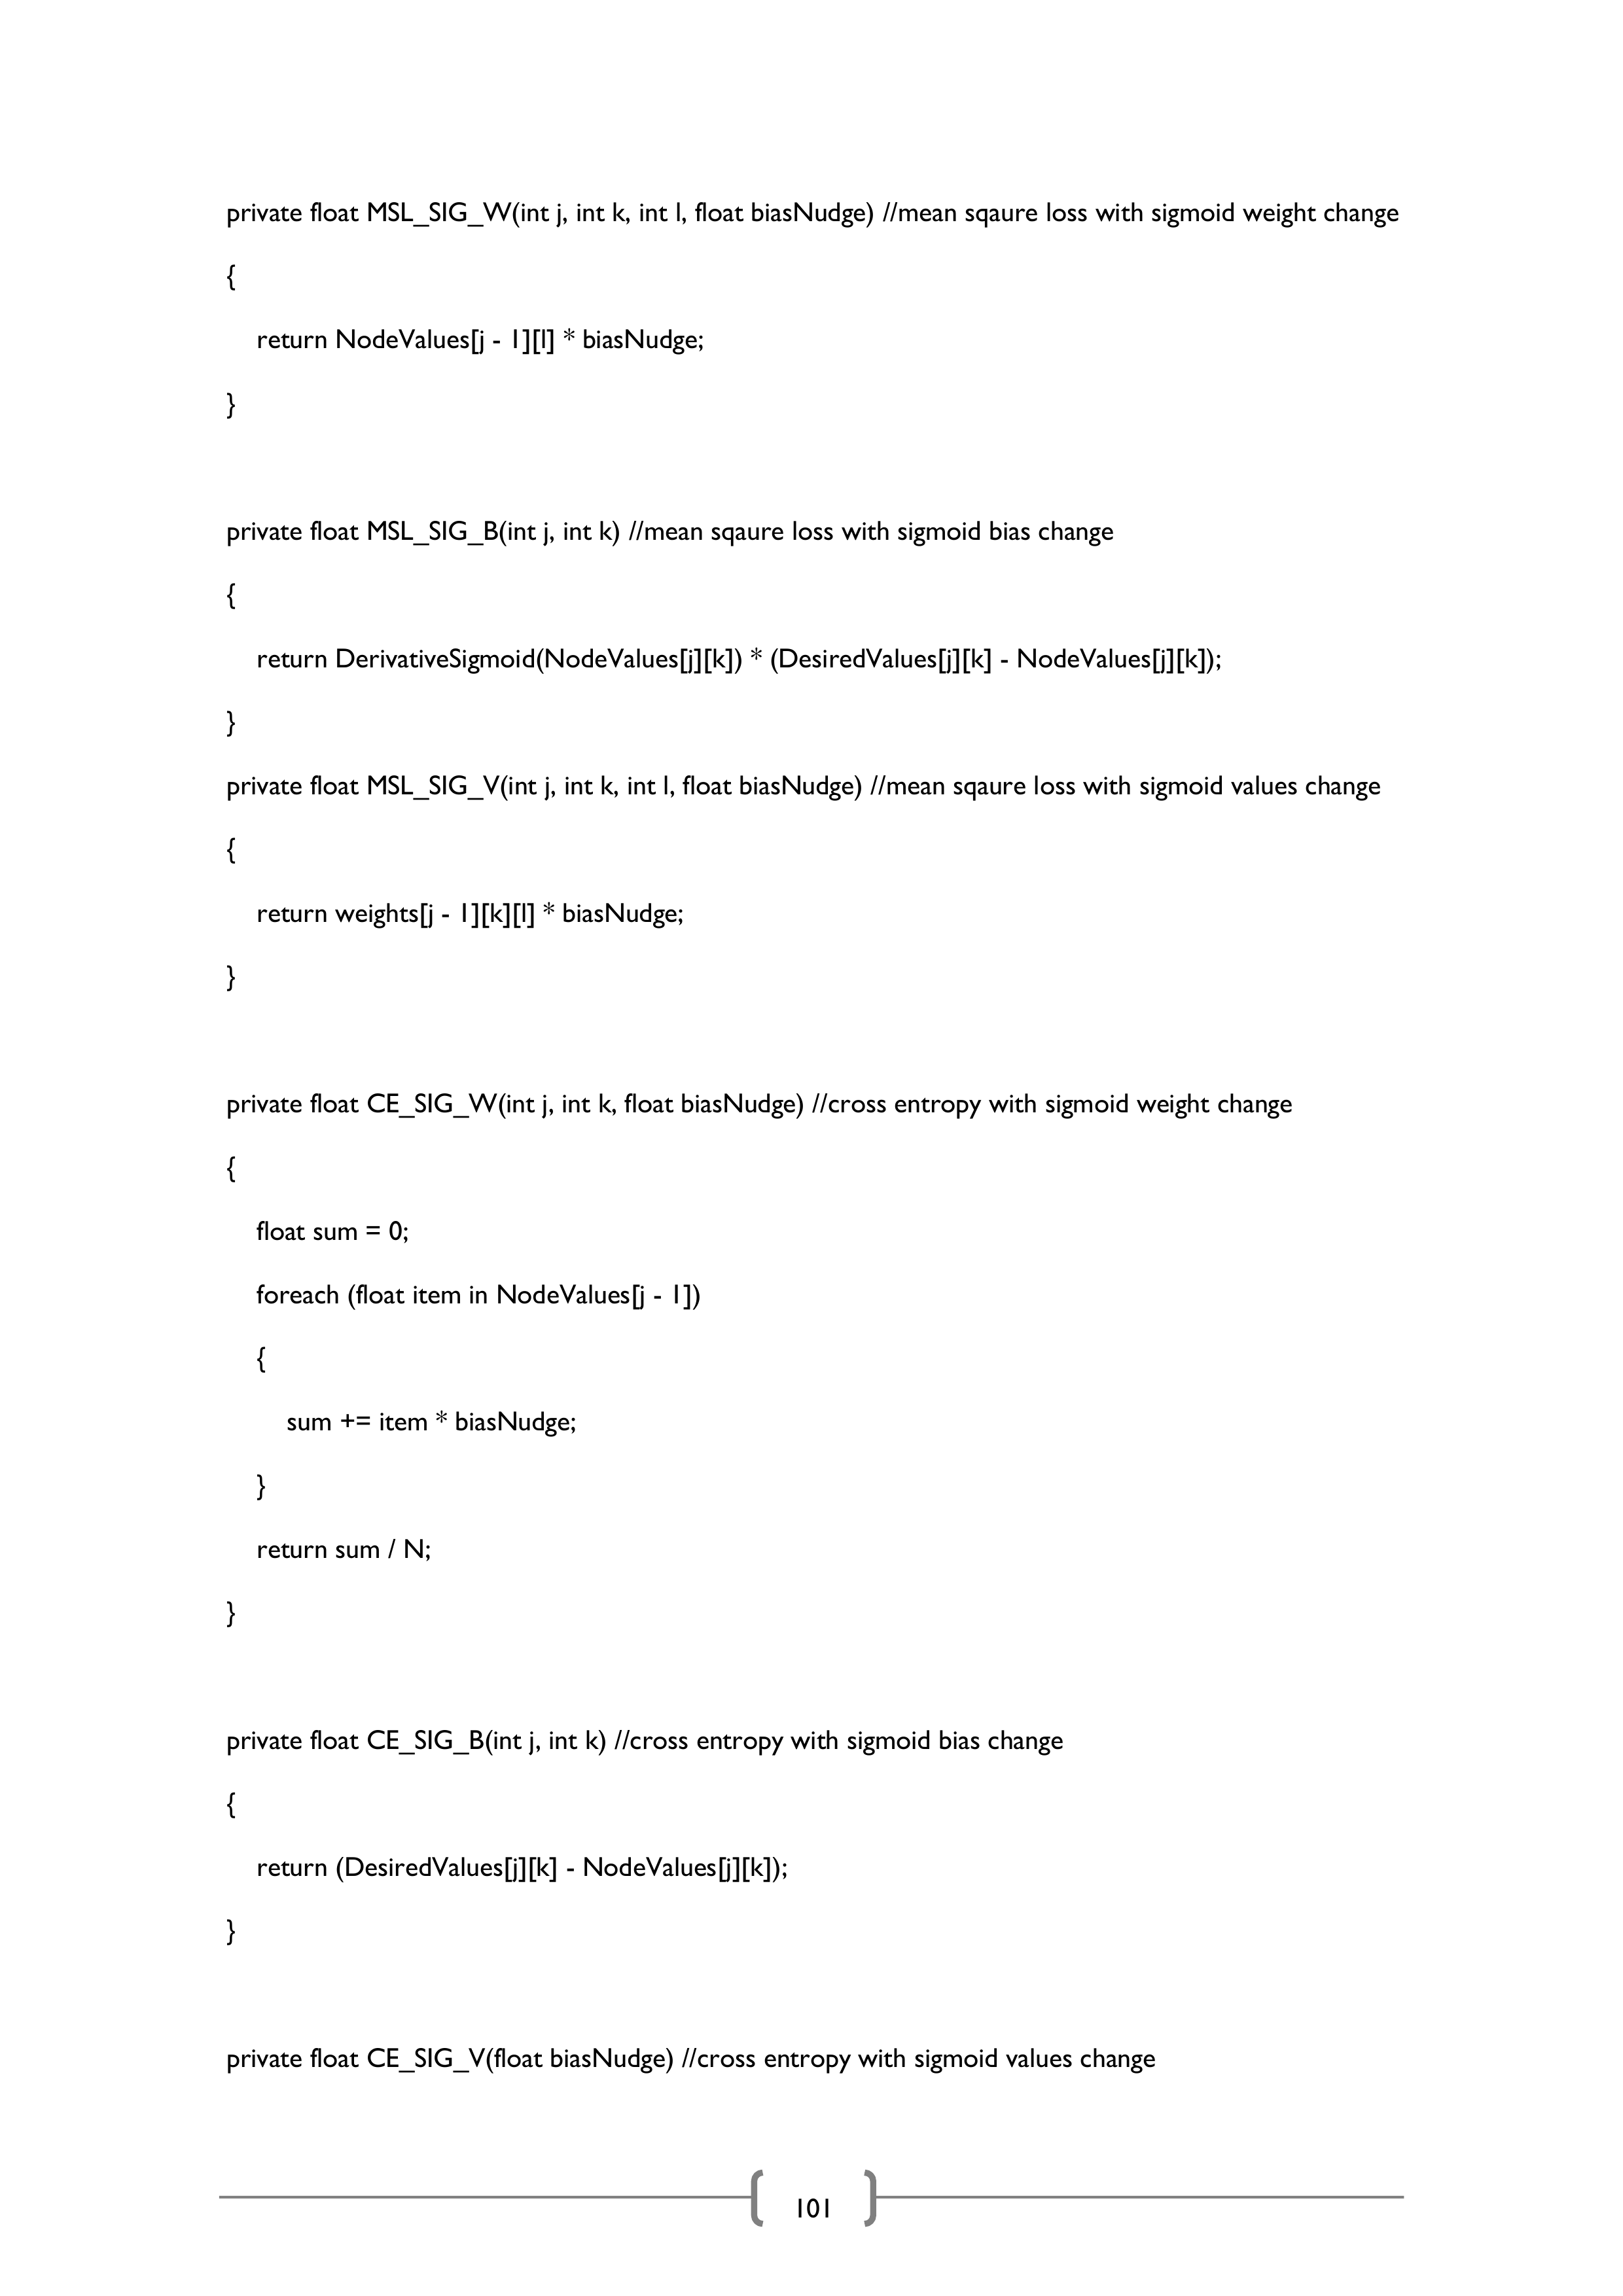 private float MSL_SIG_W(int j, int k, int l, float biasNudge) //mean sqaure loss with sigmoid weight change
{
return NodeValues[j - 1][l] * biasNudge;
}
private float MSL_SIG_B(int j, int k) //mean sqaure loss with sigmoid bias change
{
return DerivativeSigmoid(NodeValues[j][k]) * (DesiredValues[j][k] - NodeValues[j][k]);
}
private float MSL_SIG_V(int j, int k, int l, float biasNudge) //mean sqaure loss with sigmoid values change
{
return weights[j - 1][k][l] * biasNudge;
}
private float CE_SIG_W(int j, int k, float biasNudge) //cross entropy with sigmoid weight change
{
float sum = 0;
foreach (float item in NodeValues[j - 1])
{
sum += item * biasNudge;
}
return sum / N;
}
private float CE_SIG_B(int j, int k) //cross entropy with sigmoid bias change
{
return (DesiredValues[j][k] - NodeValues[j][k]);
}
private float CE_SIG_V(float biasNudge) //cross entropy with sigmoid values change
101